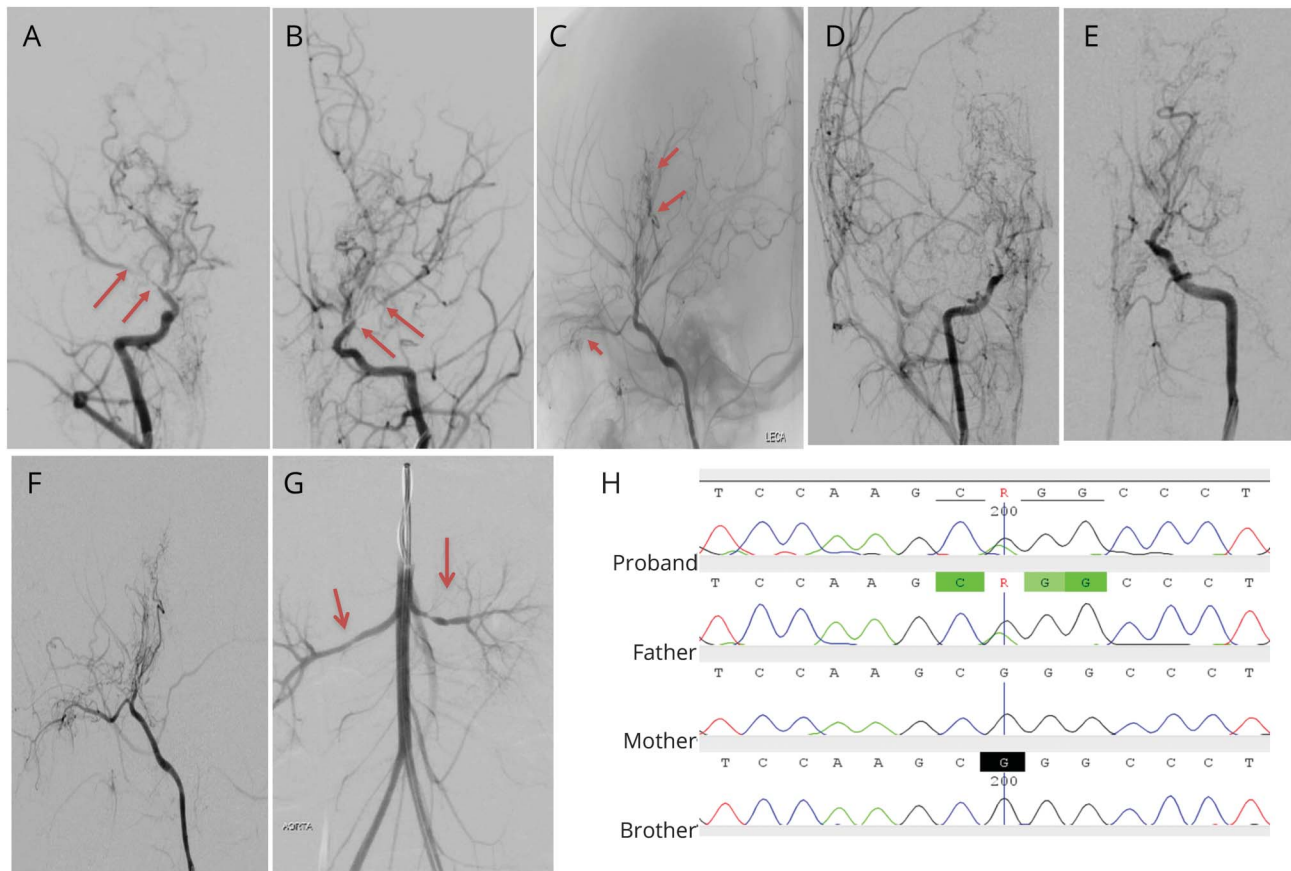 A
B
C
D
E
LECA
F
G
AORTA
H
T C C A A G C R G G C C C T
200
Proband
T C C A A G C R G G C C C T
Father
T C C A A G C G G G C C C T
Mother
T C C A A G C G G G C C C T
200
Brother